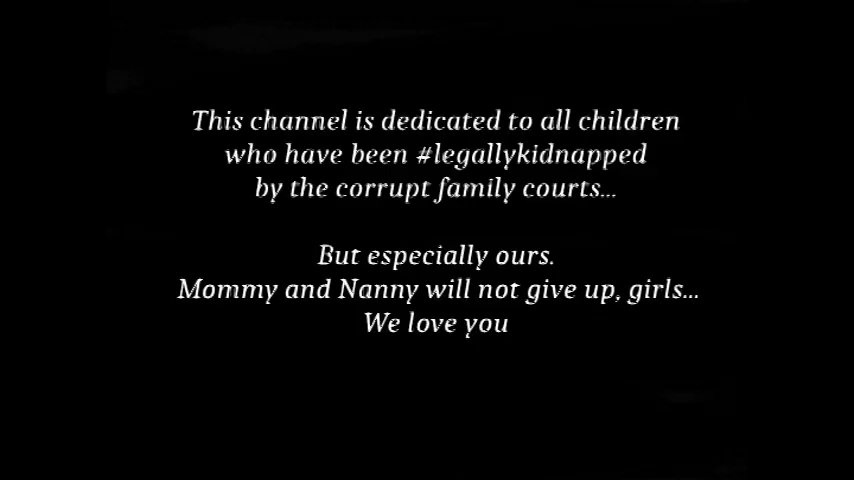 This channel is dedicated to all children
who have been #legallykidnapped
by the corrupt family courts...
But especially ours.
Mommy and Nanny will not give up, girls...
We love you